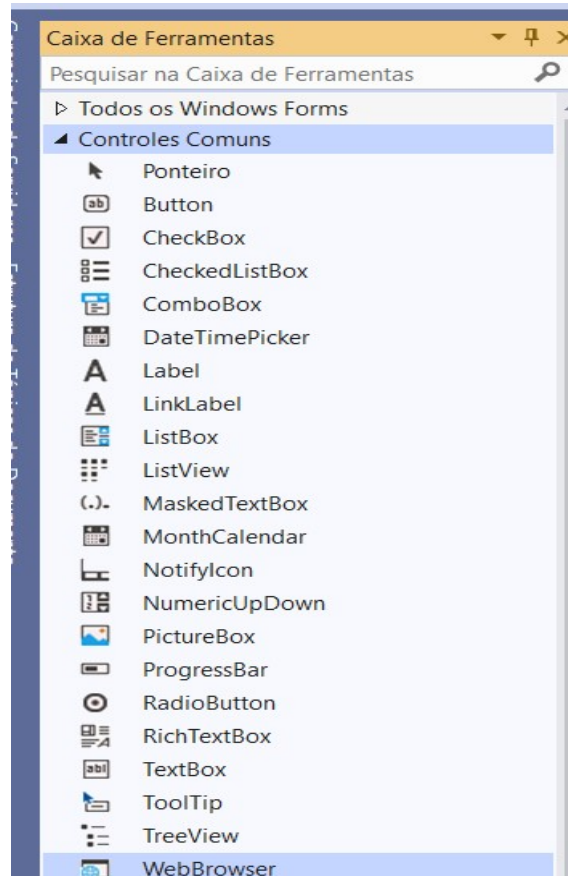 Caixa de Ferramentas
Pesquisar na Caixa de Ferramentas
Todos os Windows Forms
Controles Comuns
Ponteiro
Button
CheckBox
CheckedListBox
ComboBox
DateTimePicker
Label
LinkLabel
ListBox
ListView
MaskedTextBox
MonthCalendar
NotifyIcon
NumericUpDown
PictureBox
ProgressBar
RadioButton
RichTextBox
TextBox
ToolTip
TreeView
WebBrowser